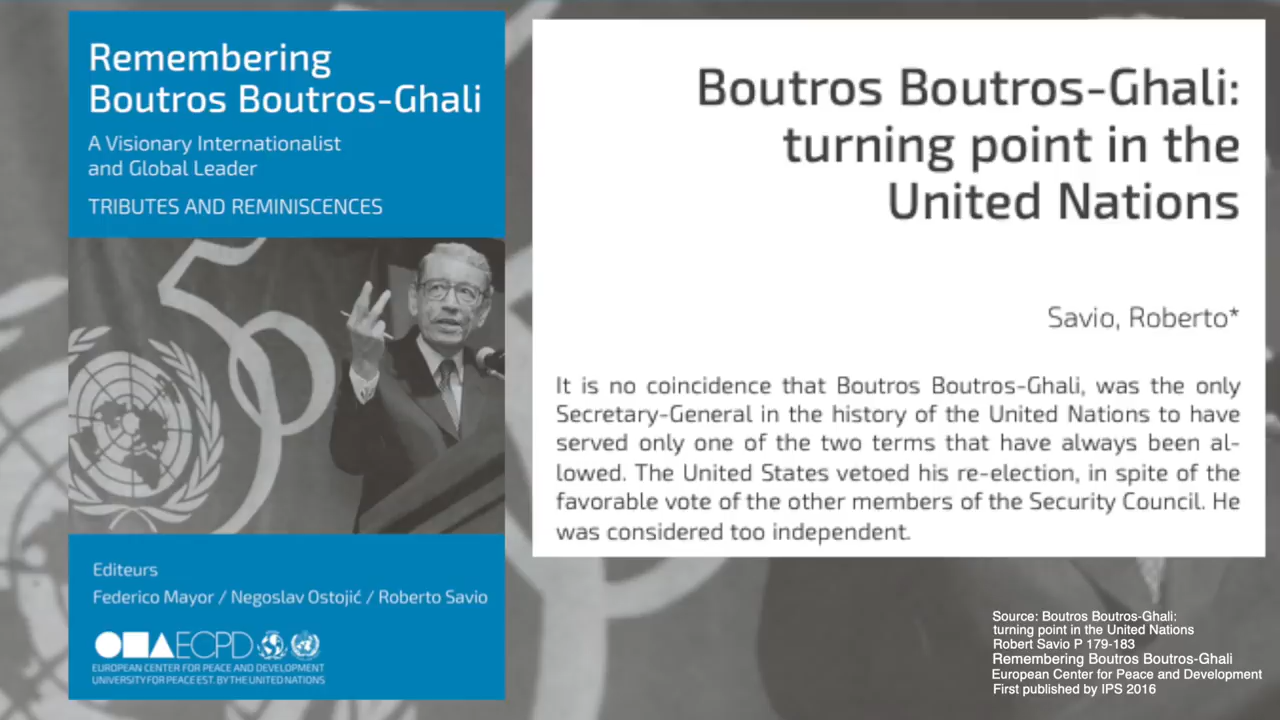 Remembering
Boutros Boutros-Ghali
A Visionary Internationalist
and Global Leader
TRIBUTES AND REMINISCENCES
Editeurs
Federico Mayor / Negoslav Ostojić / Roberto Savio
ECPD
EUROPEAN CENTER FOR PEACE AND DEVELOPMENT
UNIVERSITY FOR PEACE EST. BY THE UNITED NATIONS
Boutros Boutros-Ghali:
turning point in the
United Nations
Savio, Roberto*
It is no coincidence that Boutros Boutros-Ghali, was the only
Secretary-General in the history of the United Nations to have
served only one of the two terms that have always been al-
lowed. The United States vetoed his re-election, in spite of the
favorable vote of the other members of the Security Council. He
was considered too independent.
Source: Boutros Boutros-Ghali:
turning point in the United Nations
Robert Savio P 179-183
Remembering Boutros Boutros-Ghali
European Center for Peace and Development
First published by IPS 2016